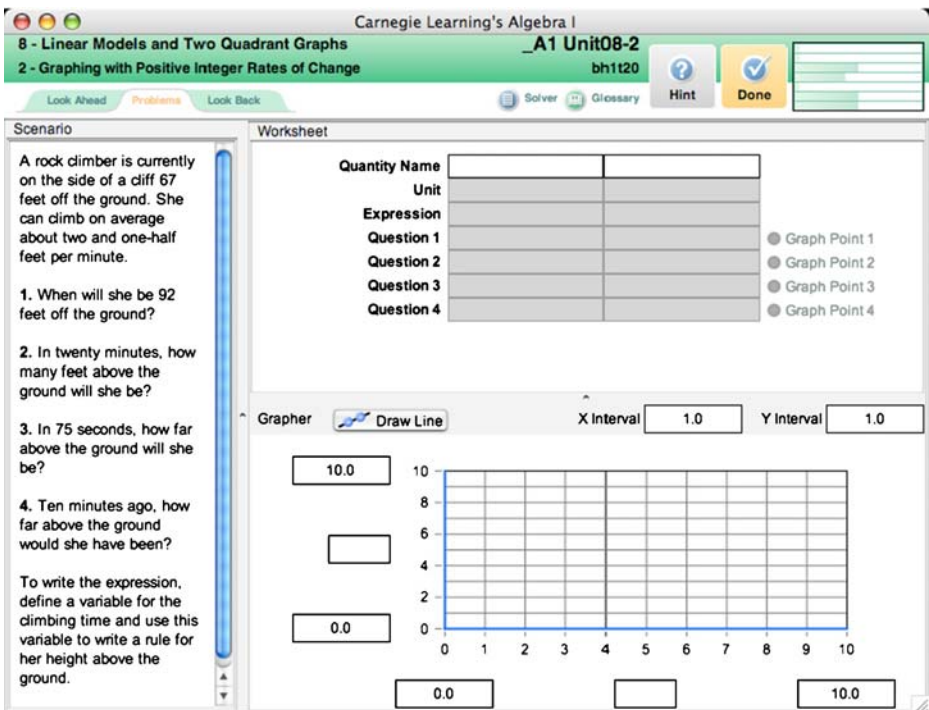 Carnegie Learning's Algebra I
8 - Linear Models and Two Quadrant Graphs
_A1 Unit08-2
2 - Graphing with Positive Integer Rates of Change
bh1t20
Hint
Done
Look Ahead
Problems
Look Back
Solver
Glossary
Scenario
A rock climber is currently
on the side of a cliff 67
feet off the ground. She
can climb on average
about two and one-half
feet per minute.
1. When will she be 92
feet off the ground?
2. In twenty minutes, how
many feet above the
ground will she be?
3. In 75 seconds, how far
above the ground will she
be?
4. Ten minutes ago, how
far above the ground
would she have been?
To write the expression,
define a variable for the
climbing time and use this
variable to write a rule for
her height above the
ground.
Worksheet
Quantity Name
Unit
Expression
Question 1
Graph Point 1
Question 2
Graph Point 2
Question 3
Graph Point 3
Question 4
Graph Point 4
Grapher
Draw Line
X Interval
1.0
Y Interval
1.0
10.0
0.0
10
8
6
4
2
0
0 1 2 3 4 5 6 7 8 9 10
0.0
10.0